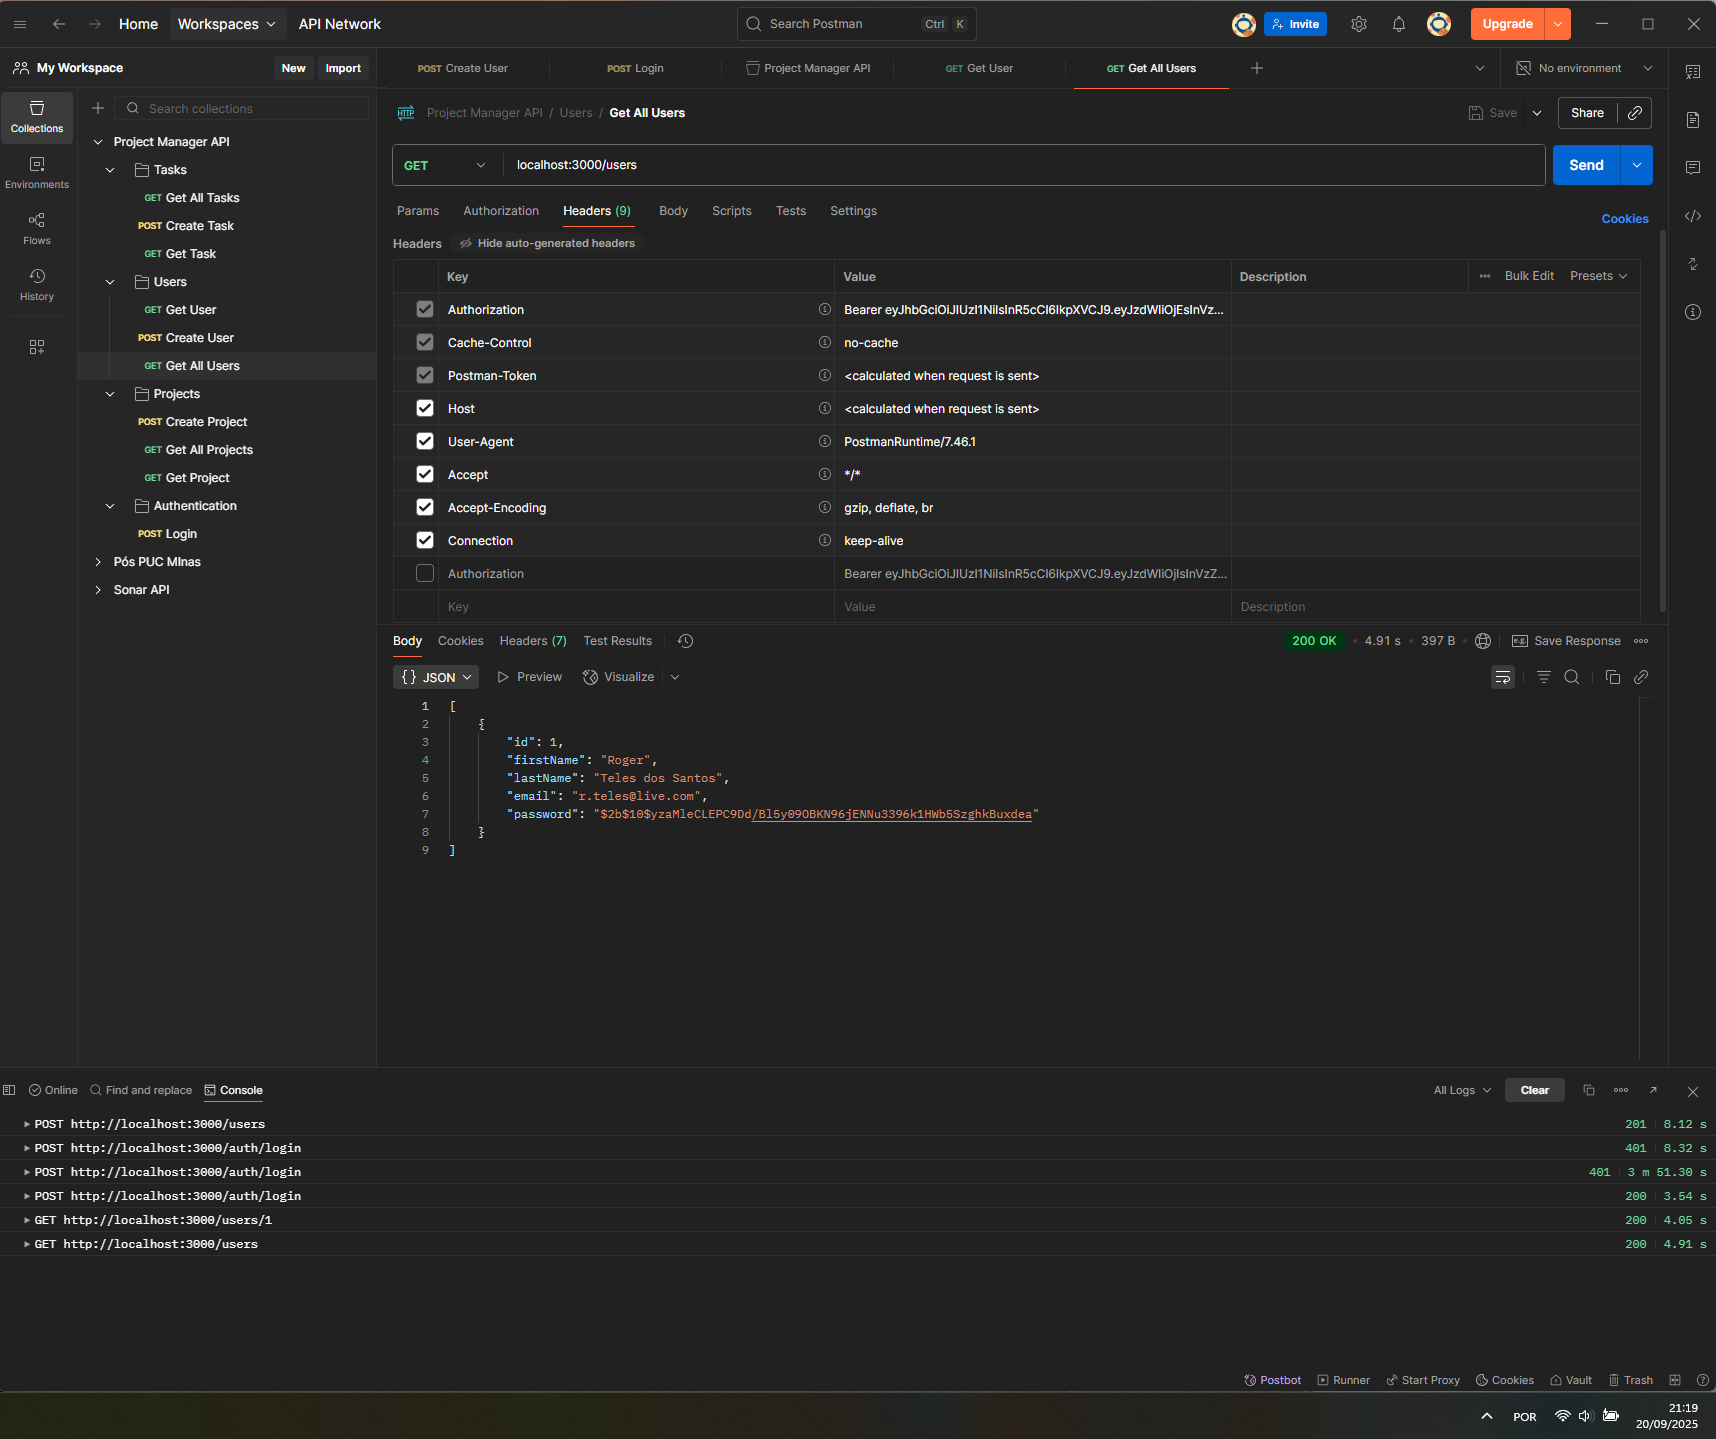 Home Workspaces API Network Search Postman Ctrl K Invite Upgrade
My Workspace New Import
POST Create User POST Login Project Manager API GET Get User GET Get All Users No environment
Collections
Environments
Flows
History
Search collections
Project Manager API
Tasks
GET Get All Tasks
POST Create Task
GET Get Task
Users
GET Get User
POST Create User
GET Get All Users
Projects
POST Create Project
GET Get All Projects
GET Get Project
Authentication
POST Login
Pós PUC MInas
Sonar API
HTTP Project Manager API / Users / Get All Users Save Share
GET localhost:3000/users Send
Params Authorization Headers (9) Body Scripts Tests Settings Cookies
Headers Hide auto-generated headers
Key Value Description Bulk Edit Presets
Authorization Bearer eyJhbGciOiJIUzI1NiIsInR5cCI6IkpXVCJ9.eyJzdWIiOjEsInVz...
Cache-Control no-cache
Postman-Token <calculated when request is sent>
Host <calculated when request is sent>
User-Agent PostmanRuntime/7.46.1
Accept */*
Accept-Encoding gzip, deflate, br
Connection keep-alive
Authorization Bearer eyJhbGciOiJIUzI1NiIsInR5cCI6IkpXVCJ9.eyJzdWIiOjIsInVzZ...
Key Value Description
Body Cookies Headers (7) Test Results 200 OK • 4.91 s • 397 B e.g. Save Response
{} JSON Preview Visualize
1 [
2 {
3 "id": 1,
4 "firstName": "Roger",
5 "lastName": "Teles dos Santos",
6 "email": "r.teles@live.com",
7 "password": "$2b$10$yzaMleCLEPC9Dd/Bl5y09OBKN96jENNu3396k1HWb5SzghkBuxdea"
8 }
9 ]
Online Find and replace Console All Logs Clear
POST http://localhost:3000/users 201 8.12 s
POST http://localhost:3000/auth/login 401 8.32 s
POST http://localhost:3000/auth/login 401 3 m 51.30 s
POST http://localhost:3000/auth/login 200 3.54 s
GET http://localhost:3000/users/1 200 4.05 s
GET http://localhost:3000/users 200 4.91 s
Postbot Runner Start Proxy Cookies Vault Trash
POR 21:19
20/09/2025